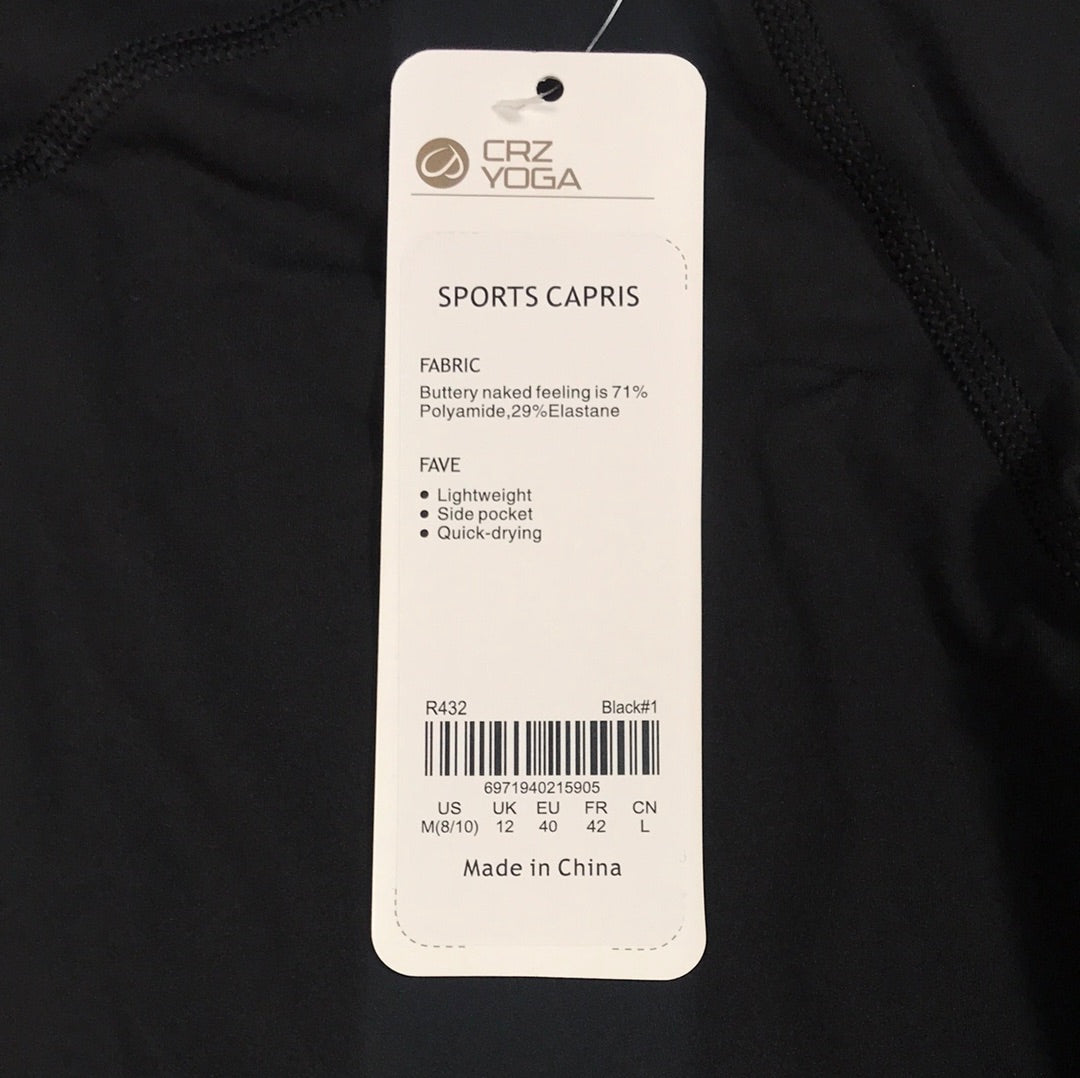 CRZ
YOGA
SPORTS CAPRIS
FABRIC
Buttery naked feeling is 71%
Polyamide,29%Elastane
FAVE
• Lightweight
• Side pocket
• Quick-drying
R432 Black#1
6971940215905
US UK EU FR CN
M(8/10) 12 40 42 L
Made in China